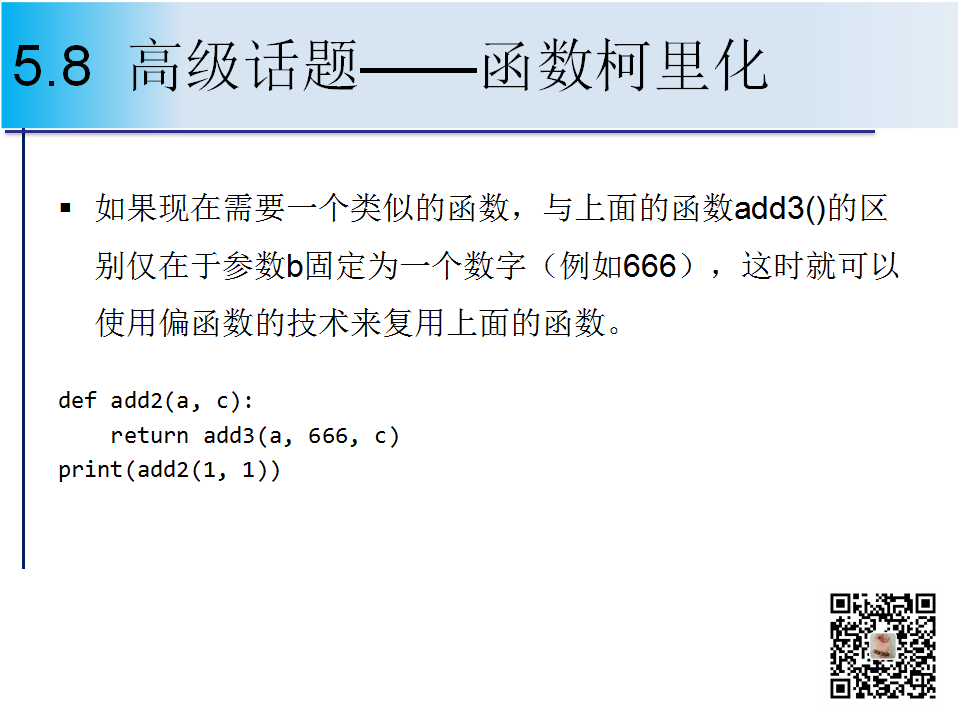 5.8 高级话题——函数柯里化
▪ 如果现在需要一个类似的函数，与上面的函数add3()的区
别仅在于参数b固定为一个数字（例如666），这时就可以
使用偏函数的技术来复用上面的函数。
def add2(a, c):
    return add3(a, 666, c)
print(add2(1, 1))